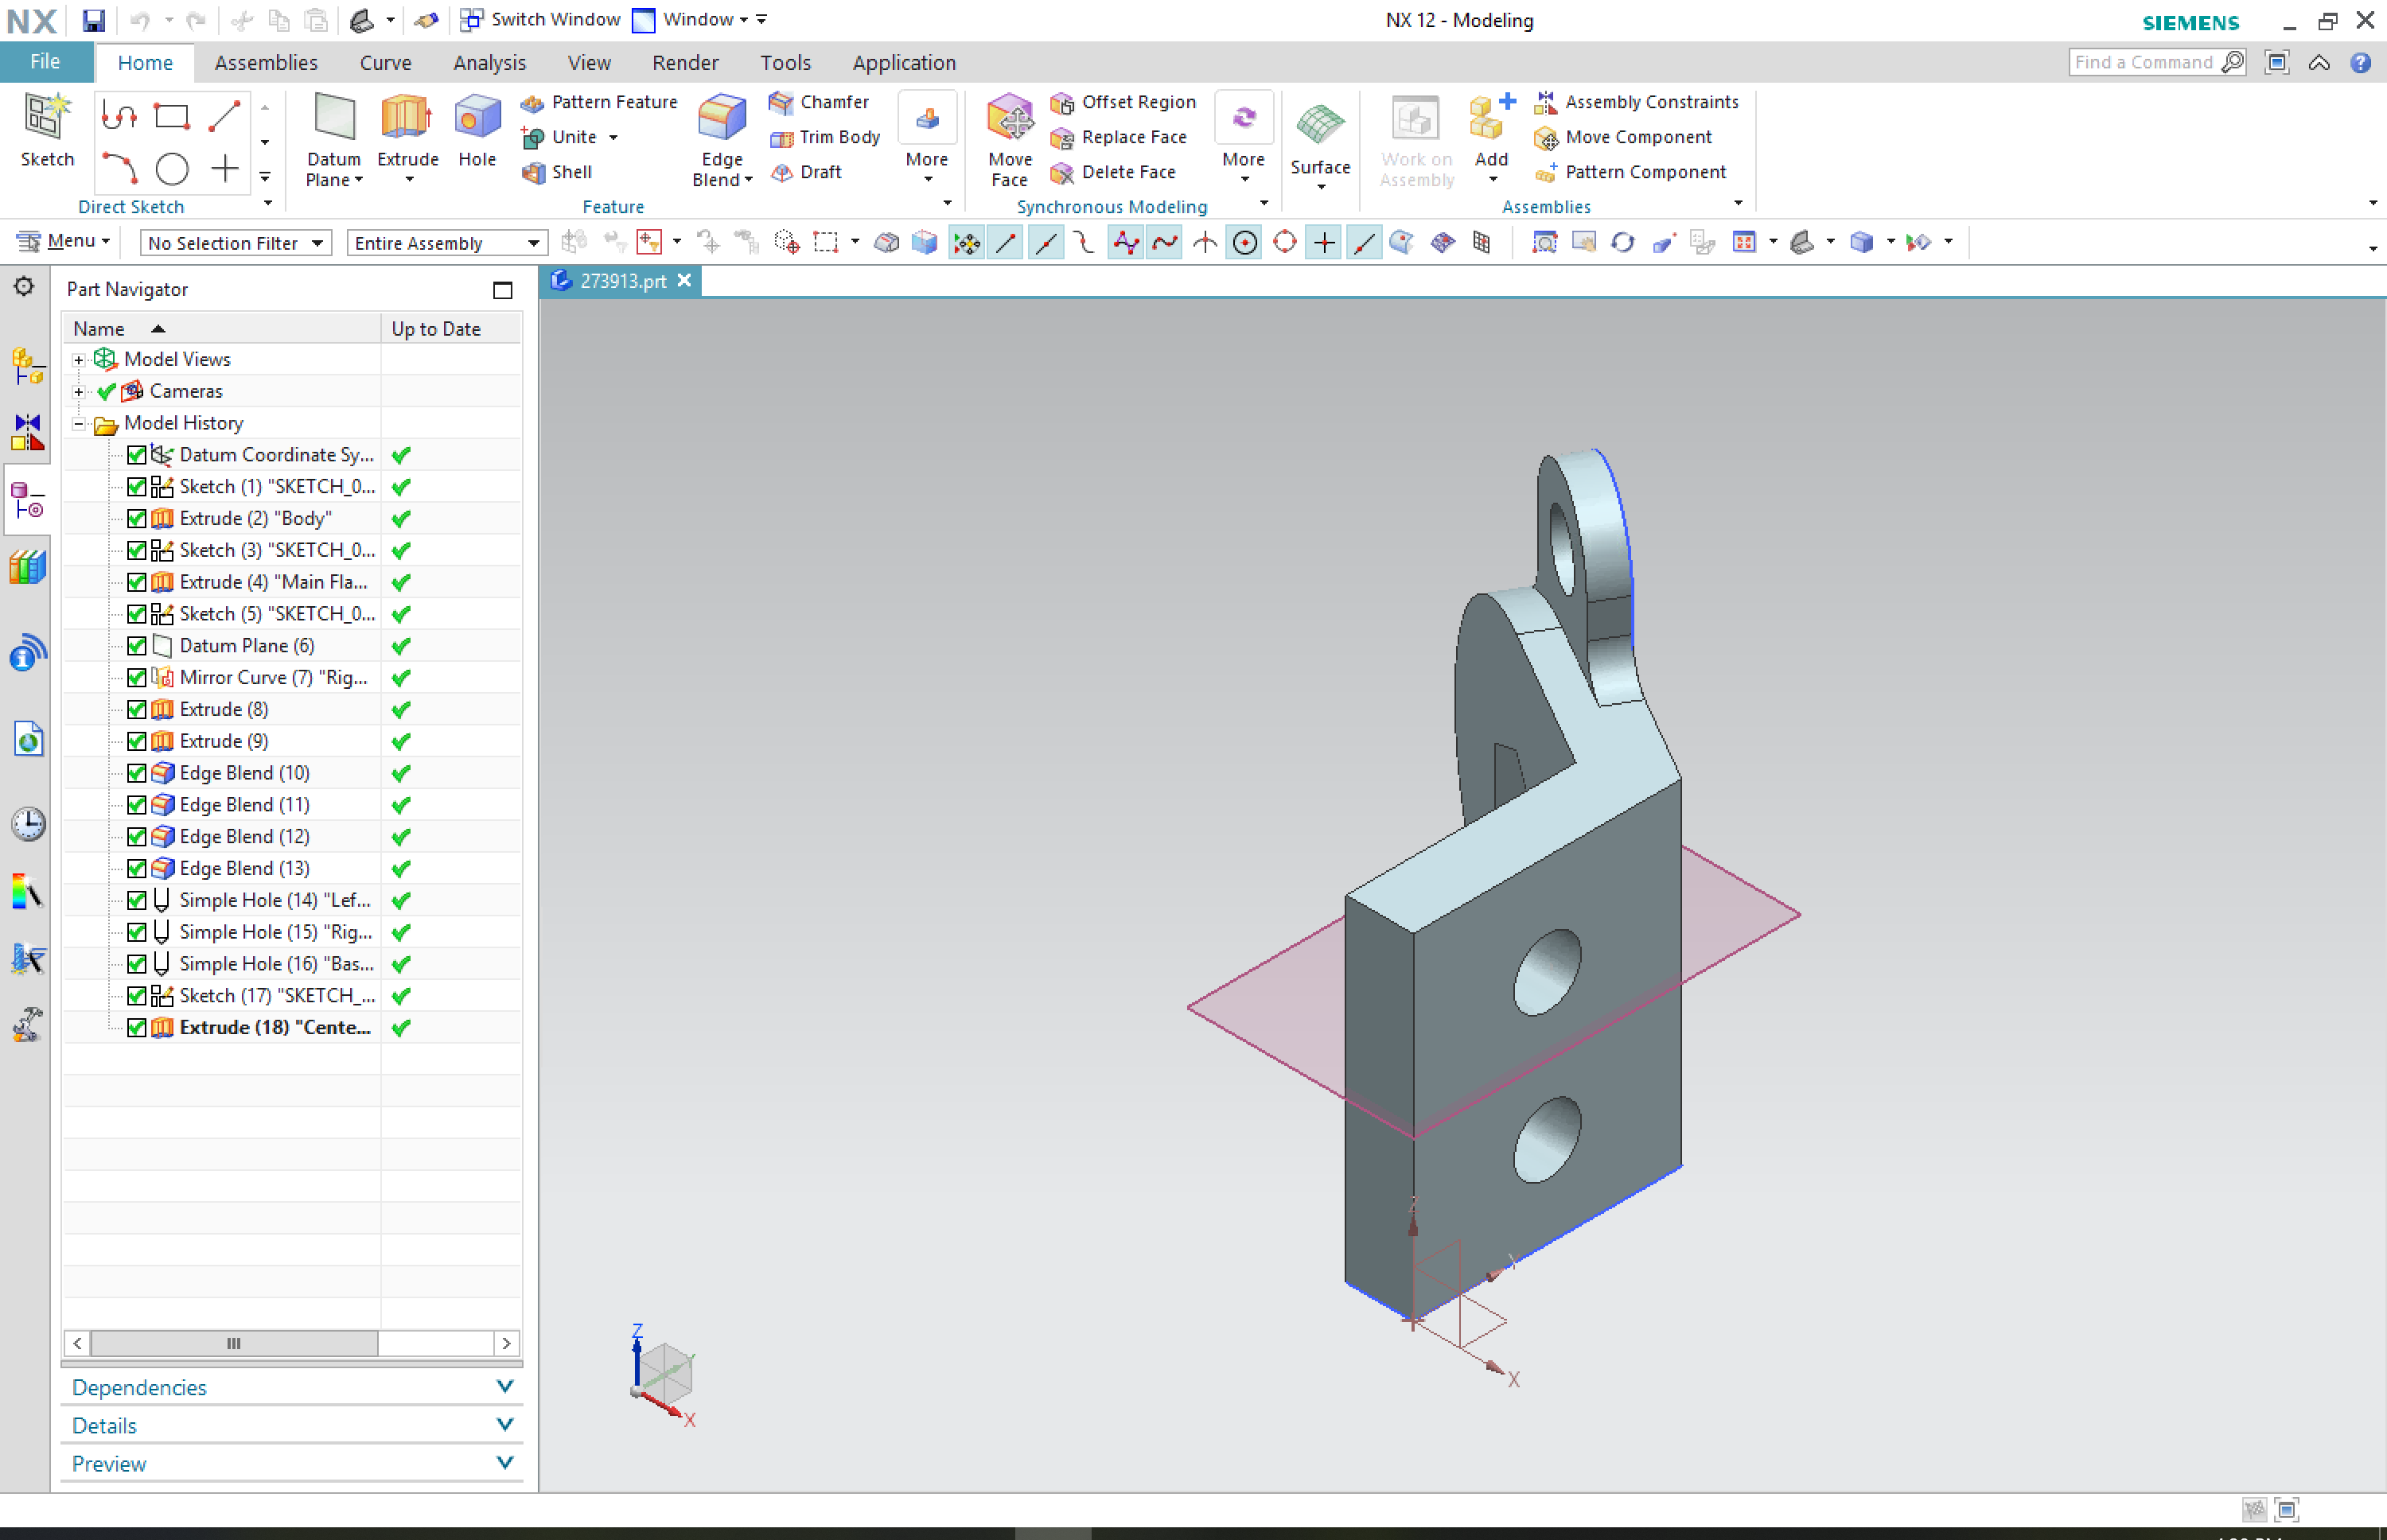 NX
Switch Window
Window
NX 12 - Modeling
SIEMENS
File
Home
Assemblies
Curve
Analysis
View
Render
Tools
Application
Find a Command
Sketch
Direct Sketch
Datum Plane
Extrude
Hole
Pattern Feature
Unite
Shell
Edge Blend
Chamfer
Trim Body
Draft
More
Feature
Move Face
Offset Region
Replace Face
Delete Face
More
Synchronous Modeling
Surface
Work on Assembly
Add
Assembly Constraints
Move Component
Pattern Component
Assemblies
Menu
No Selection Filter
Entire Assembly
Part Navigator
273913.prt
Name
Up to Date
Model Views
Cameras
Model History
Datum Coordinate Sy...
Sketch (1) "SKETCH_0...
Extrude (2) "Body"
Sketch (3) "SKETCH_0...
Extrude (4) "Main Fla...
Sketch (5) "SKETCH_0...
Datum Plane (6)
Mirror Curve (7) "Rig...
Extrude (8)
Extrude (9)
Edge Blend (10)
Edge Blend (11)
Edge Blend (12)
Edge Blend (13)
Simple Hole (14) "Lef...
Simple Hole (15) "Rig...
Simple Hole (16) "Bas...
Sketch (17) "SKETCH_...
Extrude (18) "Cente...
Z
Y
X
Z
Y
X
Dependencies
Details
Preview